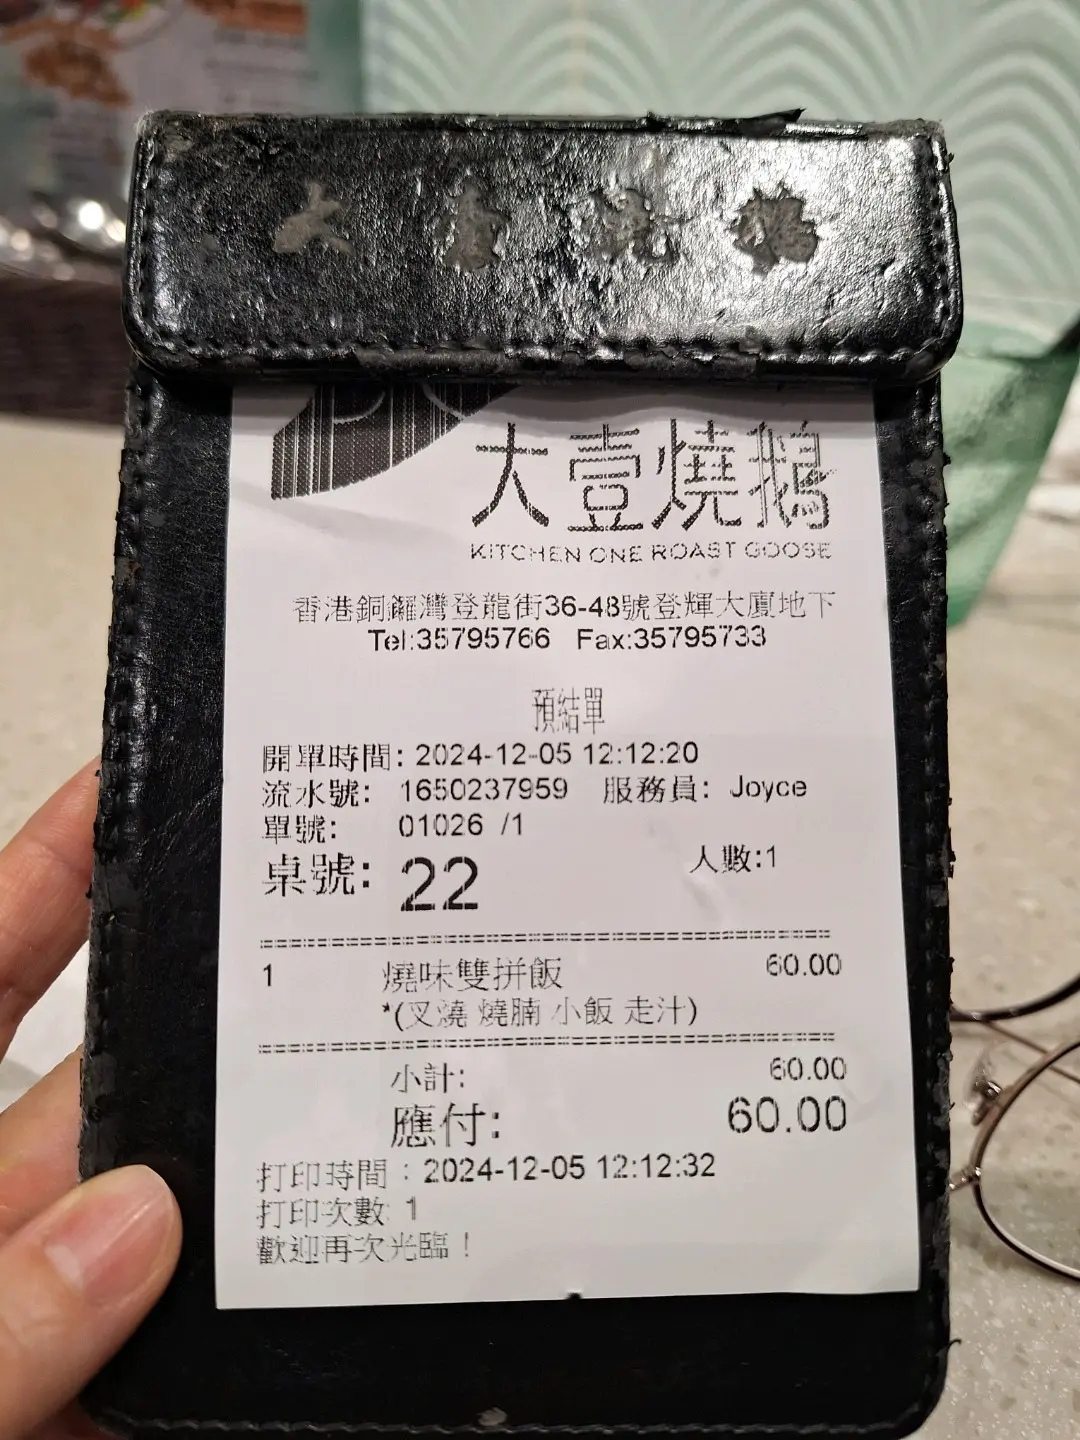 大壹燒鵝
大壹燒鵝
KITCHEN ONE ROAST GOOSE
香港銅鑼灣登龍街36-48號登輝大廈地下
Tel:35795766 Fax:35795733
預結單
開單時間: 2024-12-05 12:12:20
流水號: 1650237959 服務員: Joyce
單號: 01026 /1
桌號: 22 人數:1
1 燒味雙拼飯 60.00
*(叉燒 燒腩 小飯 走汁)
小計: 60.00
應付: 60.00
打印時間：2024-12-05 12:12:32
打印次數: 1
歡迎再次光臨！